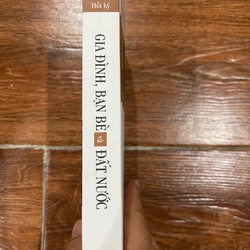 Hồi ký
GIA ĐÌNH, BẠN BÈ và ĐẤT NƯỚC